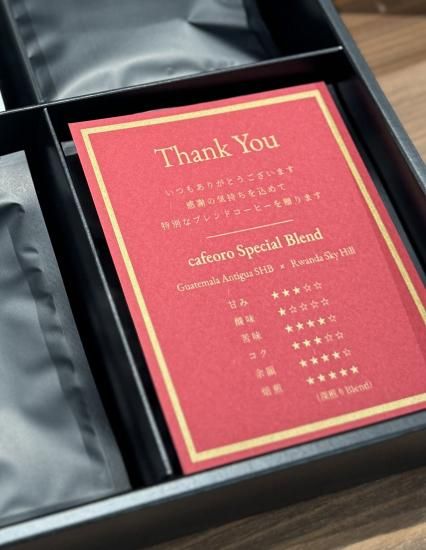 Thank You
いつもありがとうございます
感謝の気持ちを込めて
特別なブレンドコーヒーを贈ります
cafeoro Special Blend
Guatemala Antigua SHB × Rwanda Sky Hill
甘み ★★★☆☆
酸味 ★☆☆☆☆
苦味 ★★★★☆
コク ★★★☆☆
余韻 ★★★★☆
焙煎 ★★★★★
(深煎りBlend)